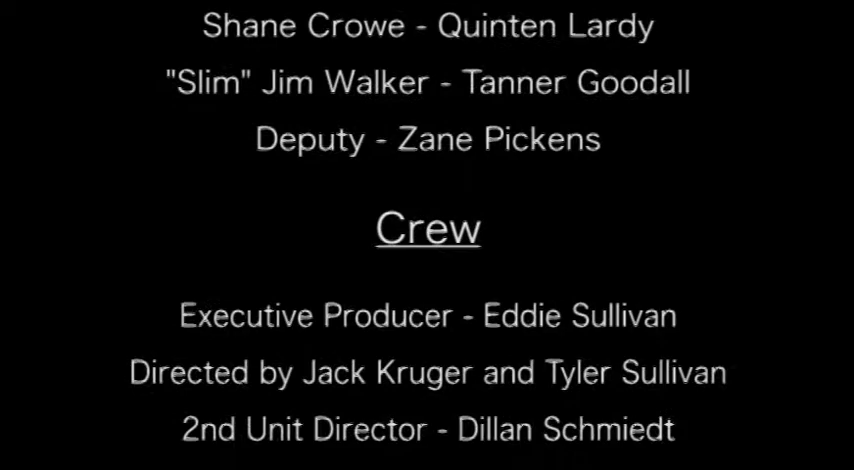 Shane Crowe - Quinten Lardy
"Slim" Jim Walker - Tanner Goodall
Deputy - Zane Pickens
Crew
Executive Producer - Eddie Sullivan
Directed by Jack Kruger and Tyler Sullivan
2nd Unit Director - Dillan Schmiedt